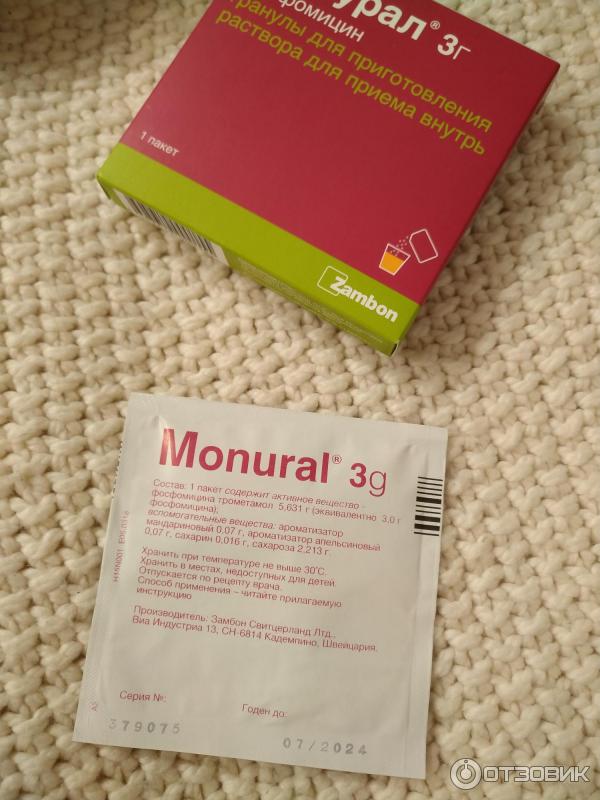 урал® 3г
фомицин
гранулы для приготовления
раствора для приема внутрь
1 пакет
Zambon
Monural® 3g
Состав: 1 пакет содержит активное вещество -
фосфомицина трометамол 5,631 г (эквивалентно 3,0 г
фосфомицина);
вспомогательные вещества: ароматизатор
мандариновый 0,07 г, ароматизатор апельсиновый
0,07 г, сахарин 0,016 г, сахароза 2,213 г.
Хранить при температуре не выше 30°С.
Хранить в местах, недоступных для детей.
Отпускается по рецепту врача.
Способ применения – читайте прилагаемую
инструкцию
Производитель: Замбон Свитцерланд Лтд.,
Виа Индустриа 13, CH-6814 Кадемпино, Швейцария.
Серия №:
Годен до:
379075
07/2024
A2
ОТЗОВИК